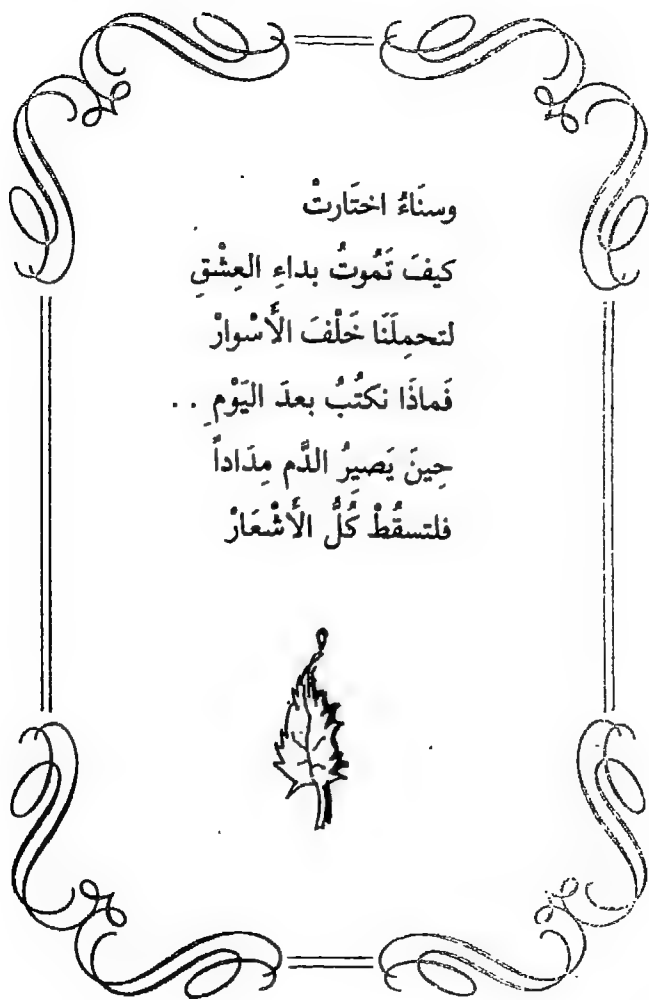 وسنَاءُ اختَارتْ
كيفَ تَمُوتُ بداءِ العِشْقِ
لتحمِلَنَا خَلْفَ الأَسْوارْ
فَماذَا نكتُبُ بعدَ اليَوْمِ . .
حِينَ يَصيرُ الدَّم مِدَاداً
فلتسقُطْ كُلُّ الأَشْعَارْ